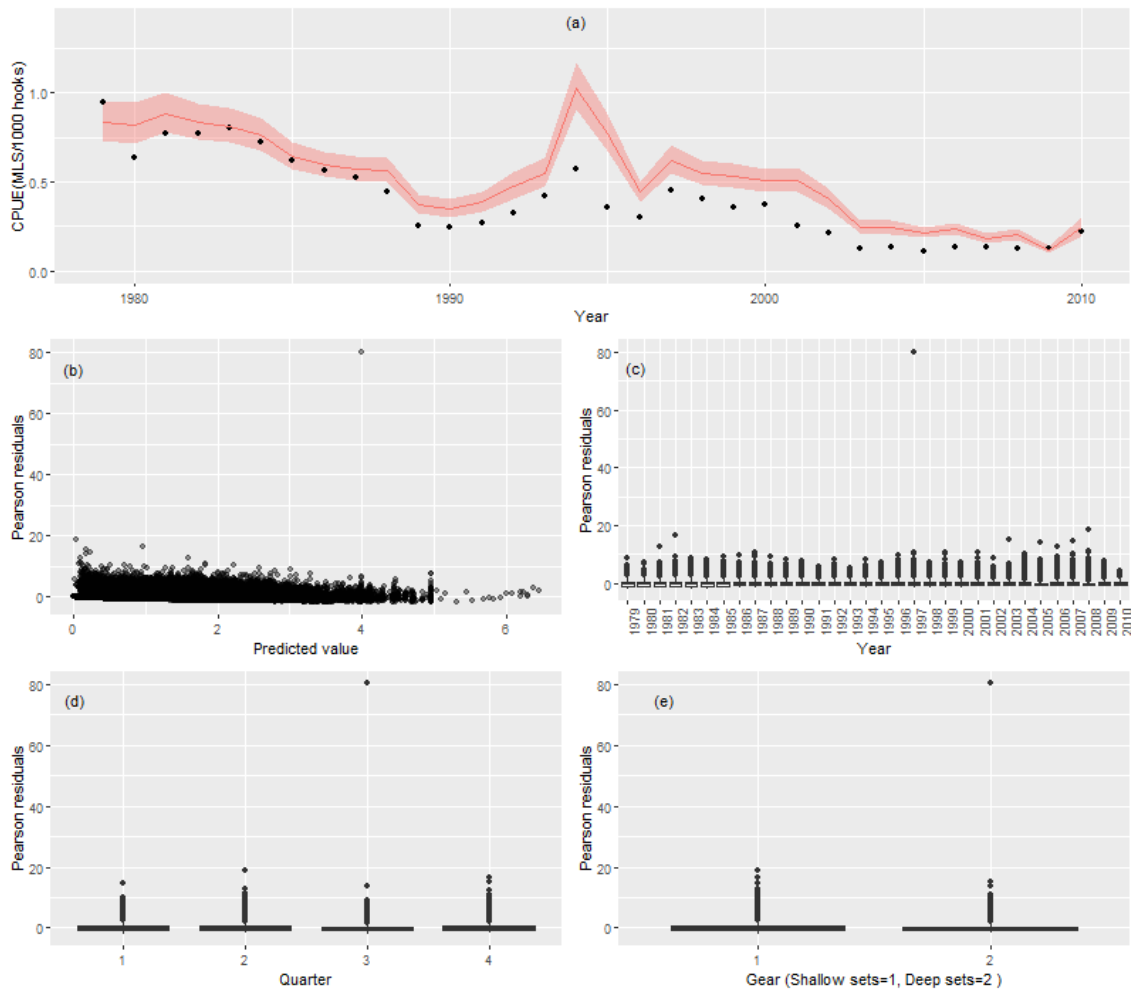 (a)
CPUE(MLS/1000 hooks)
1.0
0.5
0.0
1980 1990 2000 2010
Year
(b)
Pearson residuals
80
60
40
20
0
0 2 4 6
Predicted value
(c)
Pearson residuals
80
60
40
20
0
1979 1980 1981 1982 1983 1984 1985 1986 1987 1988 1989 1990 1991 1992 1993 1994 1995 1996 1997 1998 1999 2000 2001 2002 2003 2004 2005 2006 2007 2008 2009 2010
Year
(d)
Pearson residuals
80
60
40
20
0
1 2 3 4
Quarter
(e)
Pearson residuals
80
60
40
20
0
1 2
Gear (Shallow sets=1, Deep sets=2 )